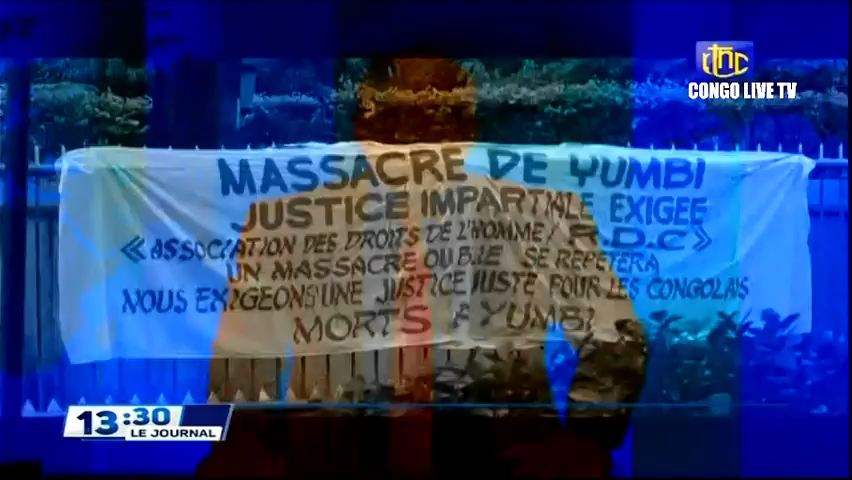 RTNC
CONGO LIVE TV
MASSACRE DE YUMBI
JUSTICE IMPARTIALE EXIGEE
«ASSOCIATION DES DROITS DE L'HOMME/ R.D.C»
UN MASSACRE OUBLIE SE REPETERA
NOUS EXIGEONS UNE JUSTICE JUSTE POUR LES CONGOLAIS
MORTS A YUMBI
13:30
LE JOURNAL